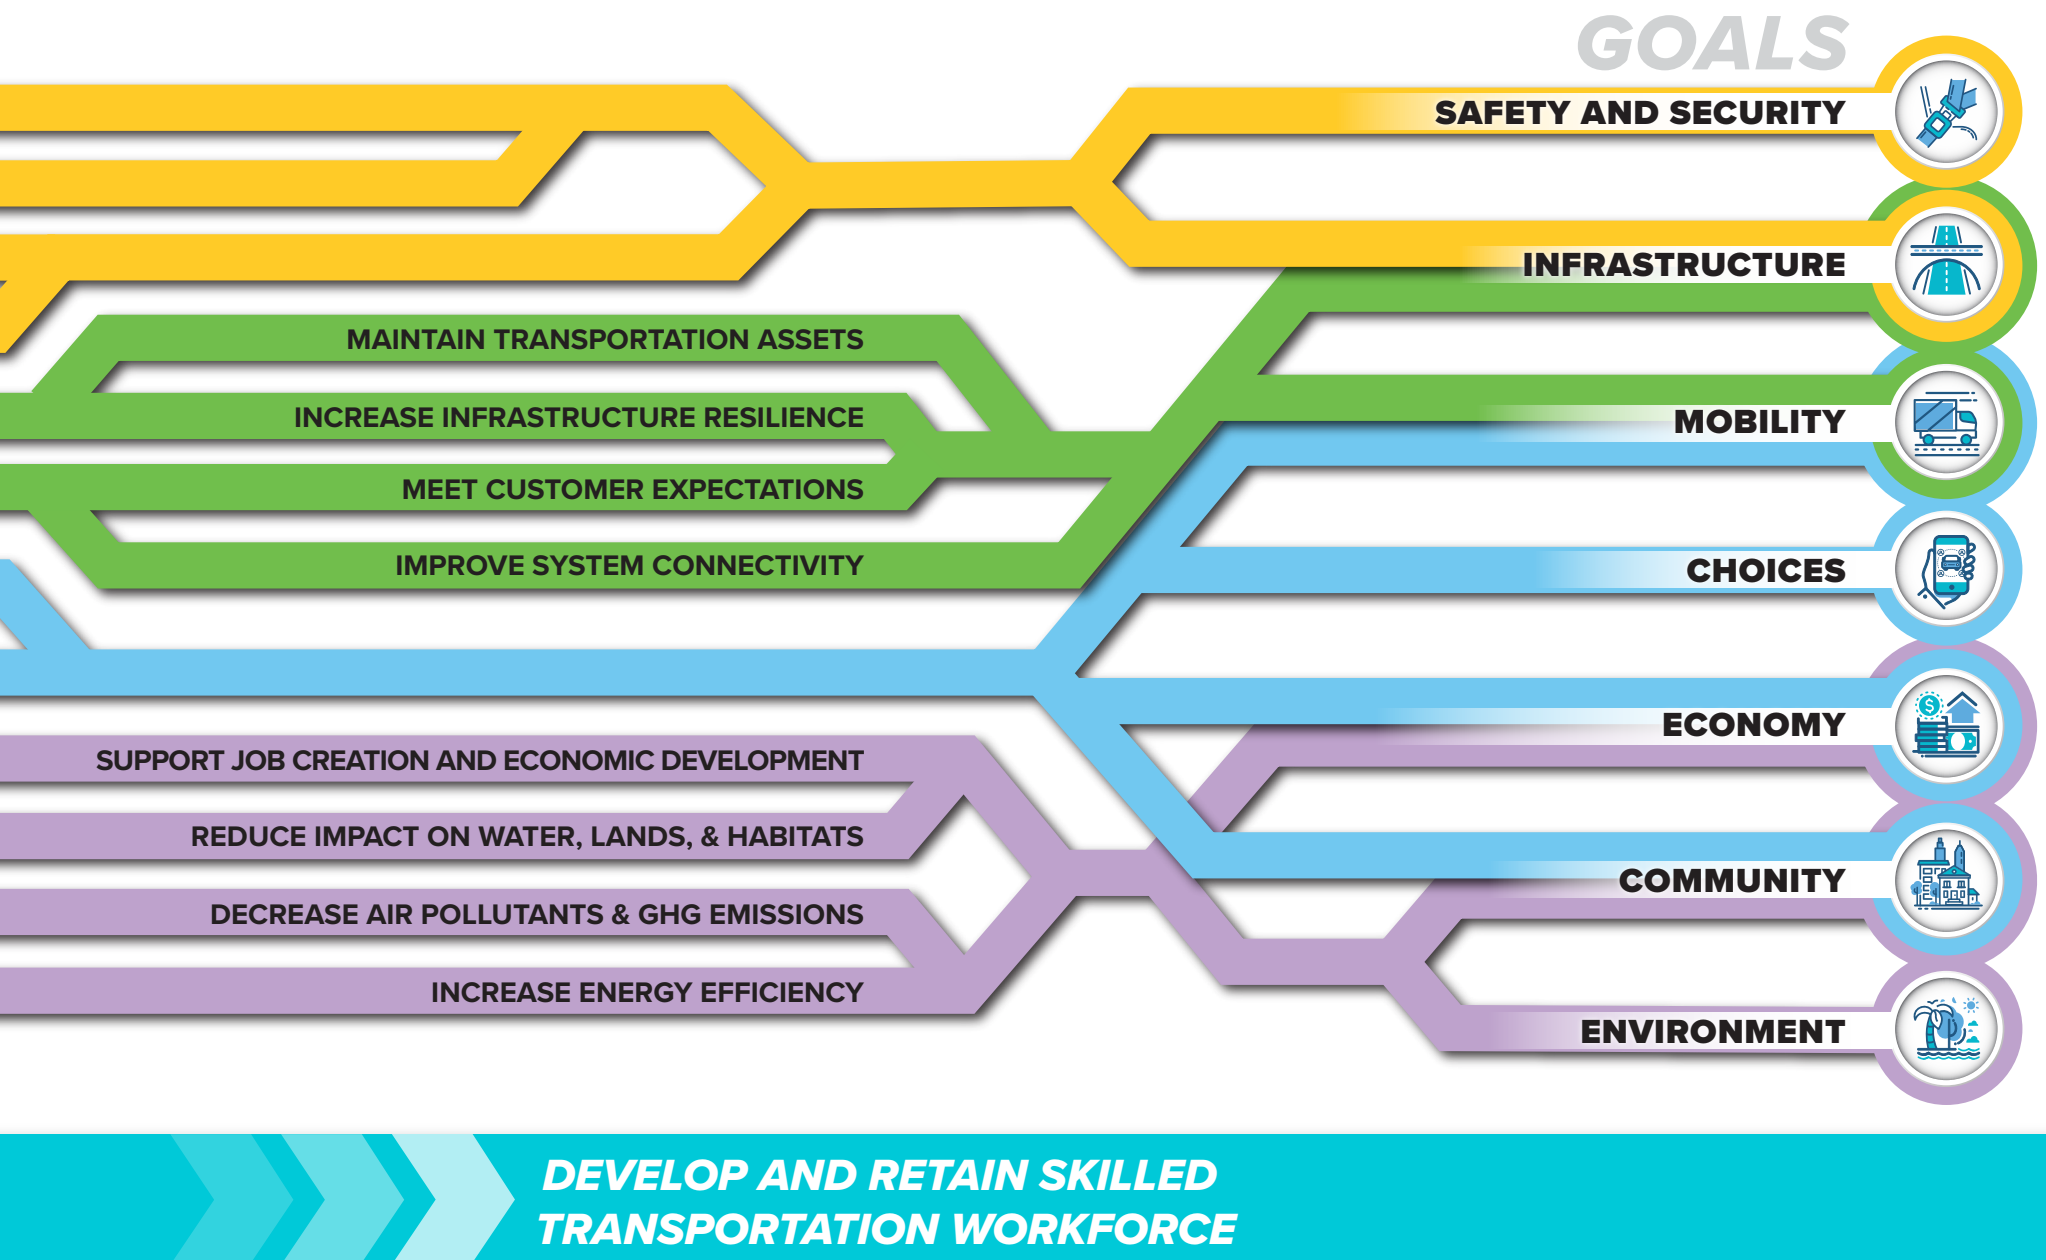 GOALS
SAFETY AND SECURITY
INFRASTRUCTURE
MAINTAIN TRANSPORTATION ASSETS
INCREASE INFRASTRUCTURE RESILIENCE
MOBILITY
MEET CUSTOMER EXPECTATIONS
IMPROVE SYSTEM CONNECTIVITY
CHOICES
ECONOMY
SUPPORT JOB CREATION AND ECONOMIC DEVELOPMENT
REDUCE IMPACT ON WATER, LANDS, & HABITATS
COMMUNITY
DECREASE AIR POLLUTANTS & GHG EMISSIONS
INCREASE ENERGY EFFICIENCY
ENVIRONMENT
DEVELOP AND RETAIN SKILLED
TRANSPORTATION WORKFORCE